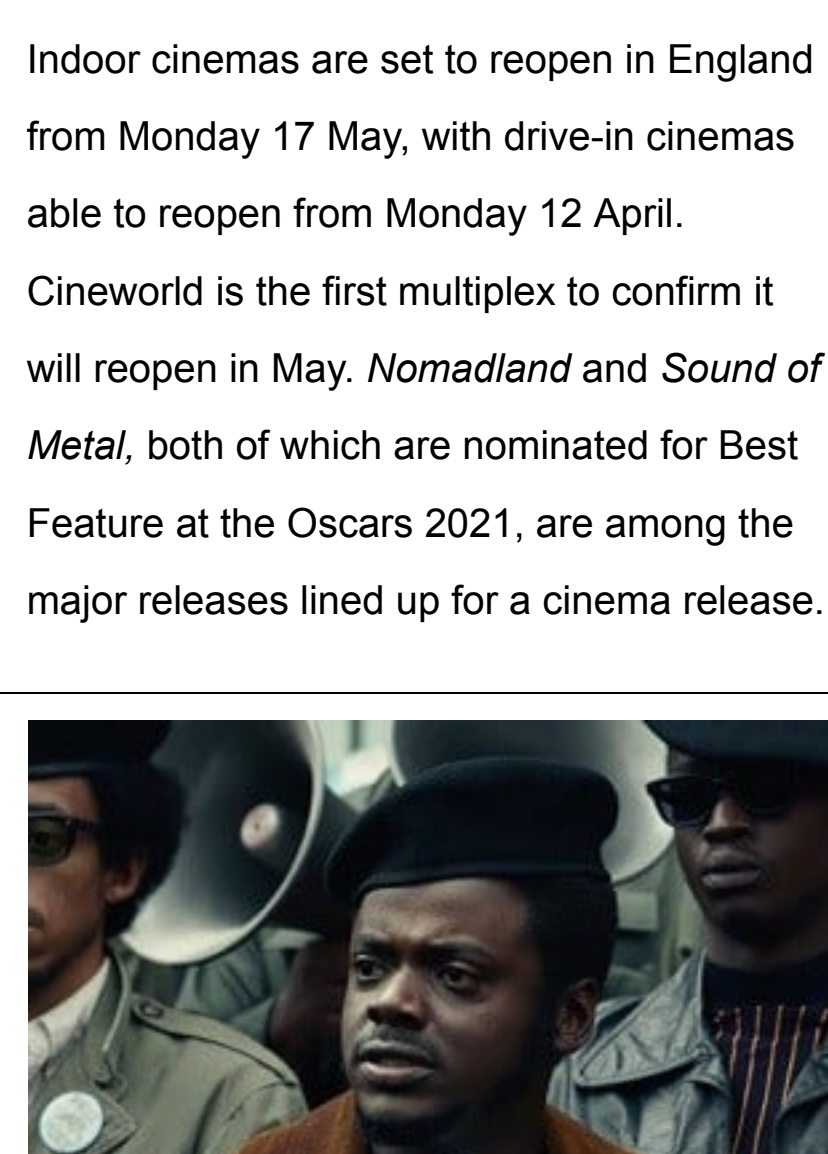 Indoor cinemas are set to reopen in England
from Monday 17 May, with drive-in cinemas
able to reopen from Monday 12 April.
Cineworld is the first multiplex to confirm it
will reopen in May. Nomadland and Sound of
Metal, both of which are nominated for Best
Feature at the Oscars 2021, are among the
major releases lined up for a cinema release.